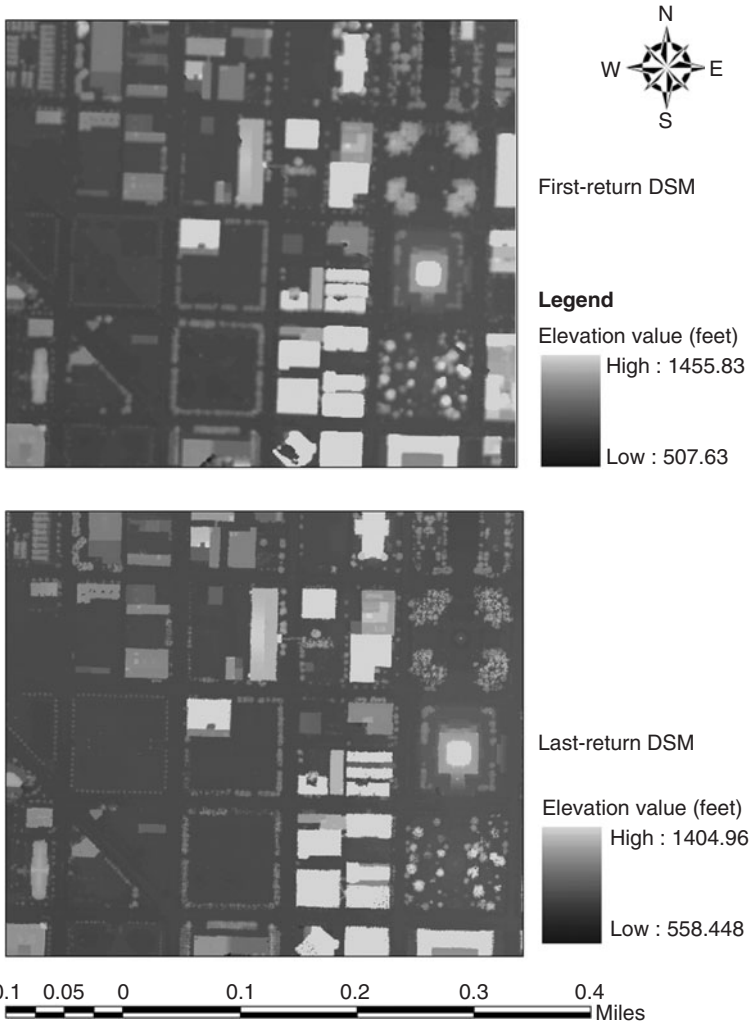 N
W E
S
First-return DSM
Legend
Elevation value (feet)
High : 1455.83
Low : 507.63
Last-return DSM
Elevation value (feet)
High : 1404.96
Low : 558.448
0.1 0.05 0 0.1 0.2 0.3 0.4
Miles